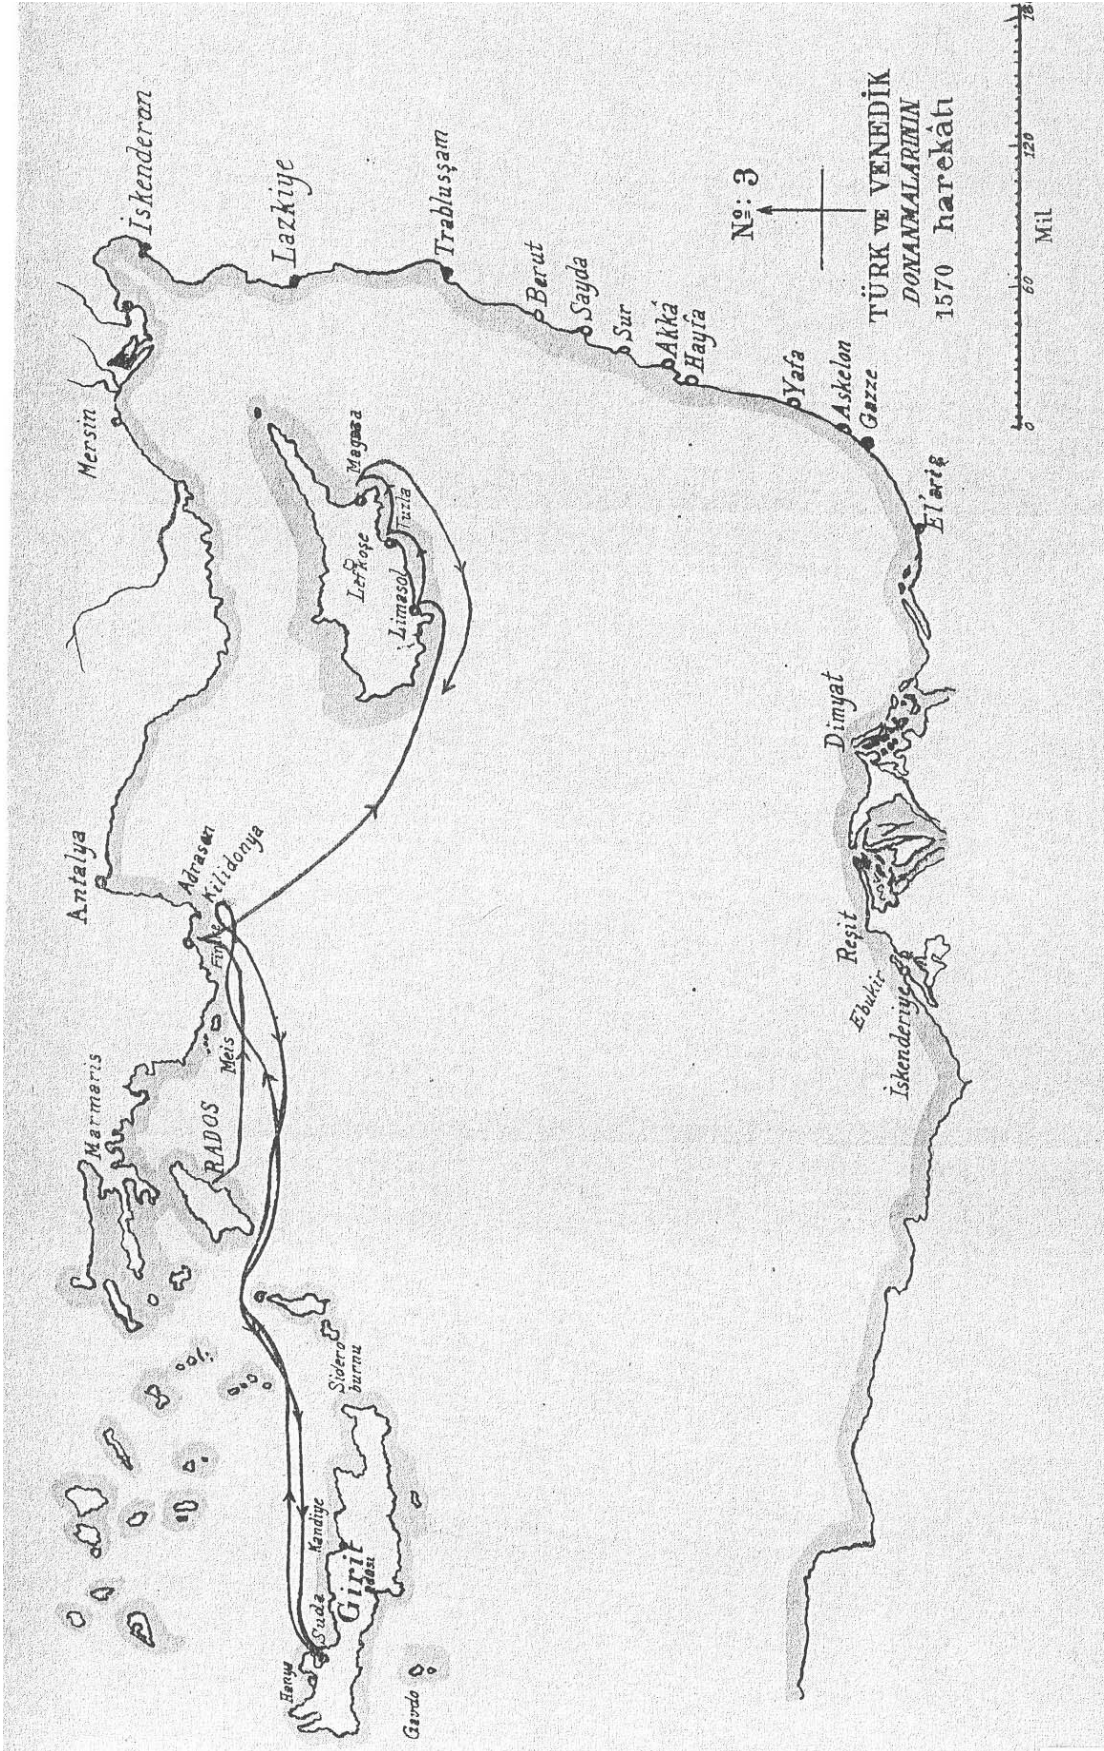 Nº: 3
TÜRK VE VENEDİK
DONANMALARININ
1570 harekâtı
0
60
120
Mil
İskenderan
Lazkiye
Trablusşam
Berut
Sayda
Sur
Akkâ
Hayfa
Yafa
Askelon
Gazze
El'ariş
Mersin
Magosa
Tuzla
Lefkoşe
Limasol
Antalya
Adrasan
Kilidonya
Finike
Meis
Marmaris
RADOS
Dimyat
Reşit
Ebukir
İskenderiye
Sidero
burnu
Kandiye
Girit
adası
Suda
Hanya
Gavdo